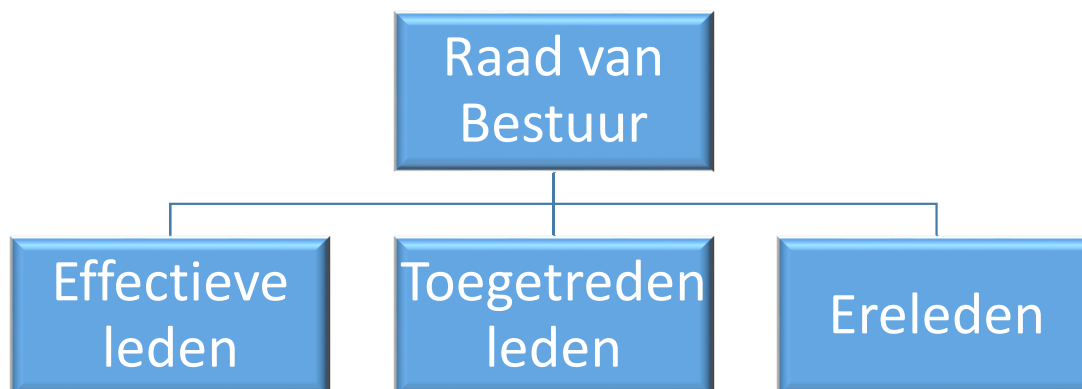 Raad van
Bestuur
Effectieve
leden
Toegetreden
leden
Ereleden